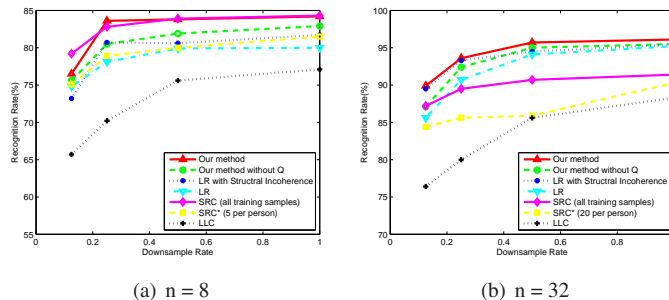 90
85
80
75
70
65
60
55
0
0.2
0.4
0.6
0.8
1
Recognition Rate(%)
Downsample Rate
Our method
Our method without Q
LR with Structral Incoherence
LR
SRC (all training samples)
SRC* (5 per person)
LLC
(a) n = 8
100
95
90
85
80
75
70
0
0.2
0.4
0.6
0.8
Recognition Rate(%)
Downsample Rate
Our method
Our method without Q
LR with Structral Incoherence
LR
SRC (all training samples)
SRC* (20 per person)
LLC
(b) n = 32